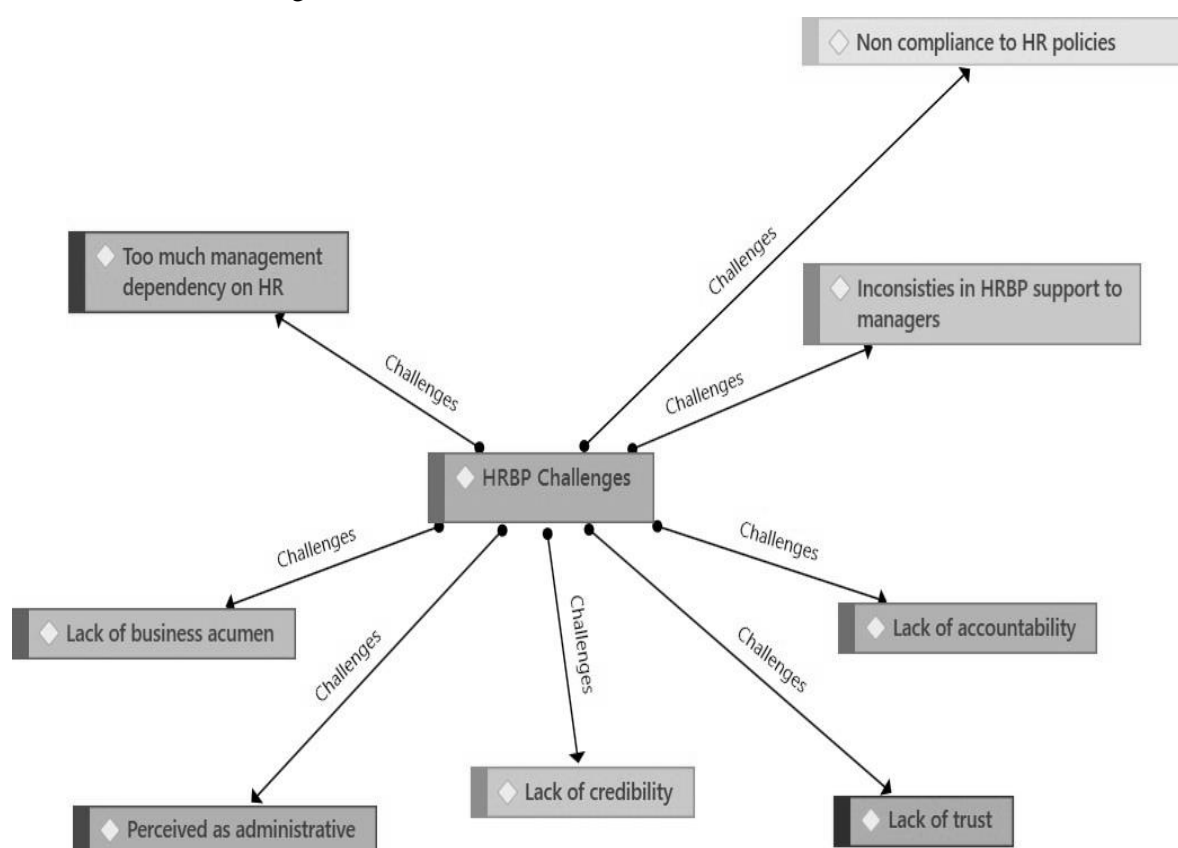 Non compliance to HR policies
Challenges
Too much management
dependency on HR
Inconsisties in HRBP support to
managers
Challenges
Challenges
HRBP Challenges
Challenges
Challenges
Lack of business acumen
Lack of accountability
Challenges
Challenges
Challenges
Lack of credibility
Perceived as administrative
Lack of trust